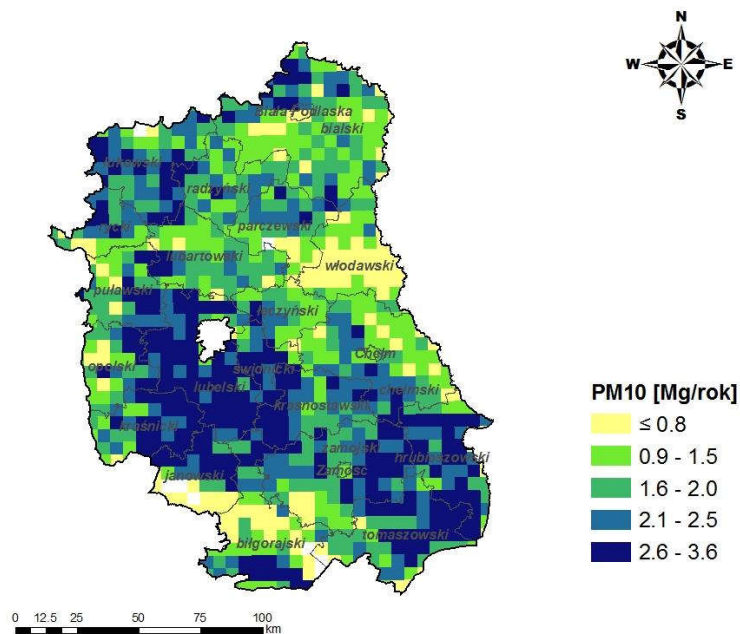 N
W E
S
Biała Podlaska
bialski
łukowski
radzyński
rycki
parczewski
lubartowski
włodawski
puławski
łęczyński
Chełm
opolski
świdnicki
lubelski
chełmski
krasnostawski
kraśnicki
zamojski
hrubieszowski
Zamość
janowski
tomaszowski
biłgorajski
PM10 [Mg/rok]
≤ 0.8
0.9 - 1.5
1.6 - 2.0
2.1 - 2.5
2.6 - 3.6
0 12.5 25 50 75 100
km